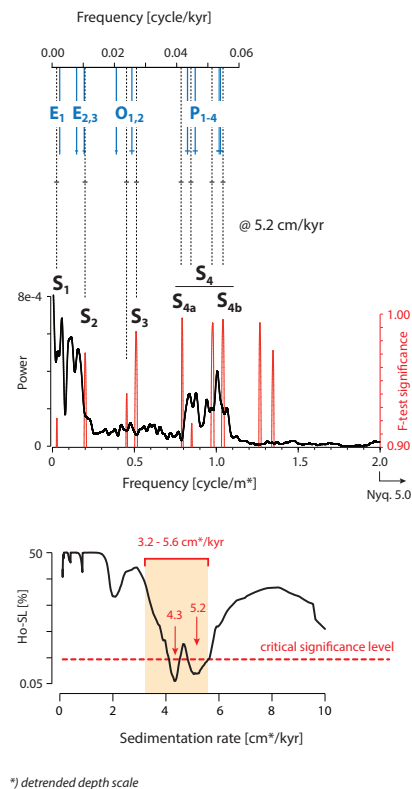 Frequency [cycle/kyr]
0.00 0.02 0.04 0.06
E1 E2,3 O1,2 P1-4
@ 5.2 cm/kyr
S1 S2 S3 S4
S4a S4b
8e-4
Power
0
1.00
F-test significance
0.90
0 0.5 1.0 1.5 2.0
Frequency [cycle/m*]
Nyq. 5.0
3.2 - 5.6 cm*/kyr
50
Ho-SL [%]
0.05
4.3
5.2
critical significance level
0 2 4 6 8 10
Sedimentation rate [cm*/kyr]
*) detrended depth scale